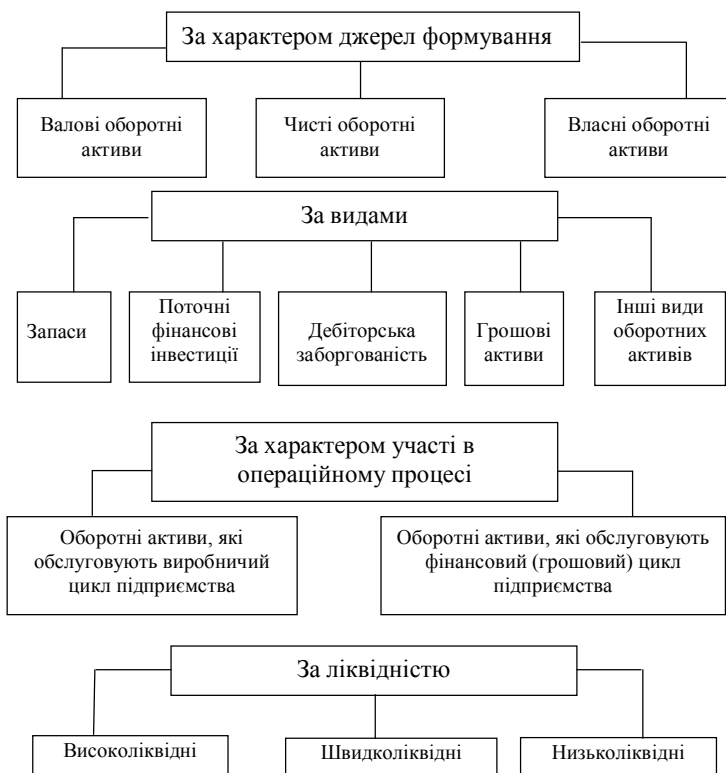 За характером джерел формування
Валові оборотні
активи
Чисті оборотні
активи
Власні оборотні
активи
За видами
Запаси
Поточні
фінансові
інвестиції
Дебіторська
заборгованість
Грошові
активи
Інші види
оборотних
активів
За характером участі в
операційному процесі
Оборотні активи, які
обслуговують виробничий
цикл підприємства
Оборотні активи, які обслуговують
фінансовий (грошовий) цикл
підприємства
За ліквідністю
Високоліквідні
Швидколіквідні
Низьколіквідні